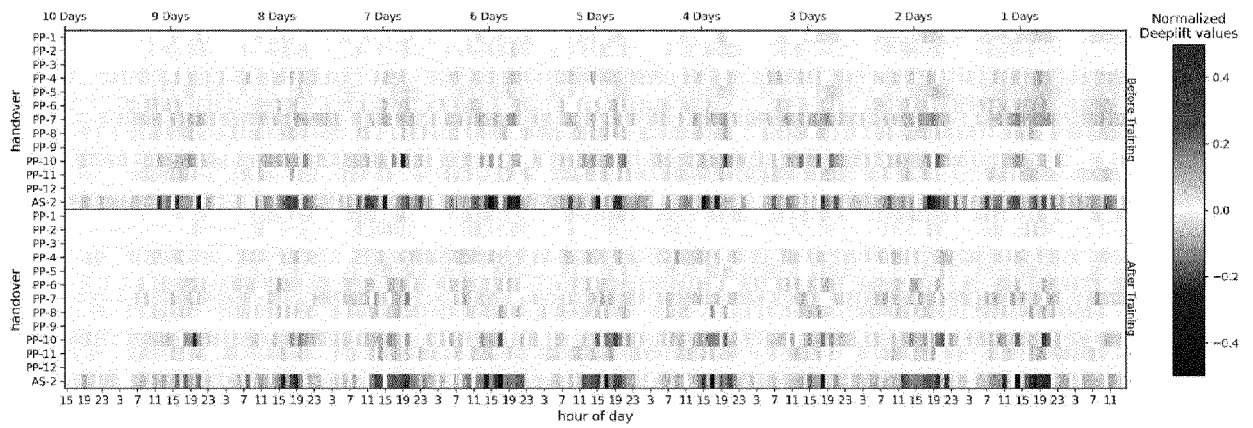 10 Days 9 Days 8 Days 7 Days 6 Days 5 Days 4 Days 3 Days 2 Days 1 Days
Normalized
Deeplift values
handover
PP-1
PP-2
PP-3
PP-4
PP-5
PP-6
PP-7
PP-8
PP-9
PP-10
PP-11
PP-12
AS-2
Before Training
handover
PP-1
PP-2
PP-3
PP-4
PP-5
PP-6
PP-7
PP-8
PP-9
PP-10
PP-11
PP-12
AS-2
After Training
0.4
0.2
0.0
−0.2
−0.4
15 19 23 3 7 11 15 19 23 3 7 11 15 19 23 3 7 11 15 19 23 3 7 11 15 19 23 3 7 11 15 19 23 3 7 11 15 19 23 3 7 11 15 19 23 3 7 11 15 19 23 3 7 11 15 19 23 3 7 11
hour of day